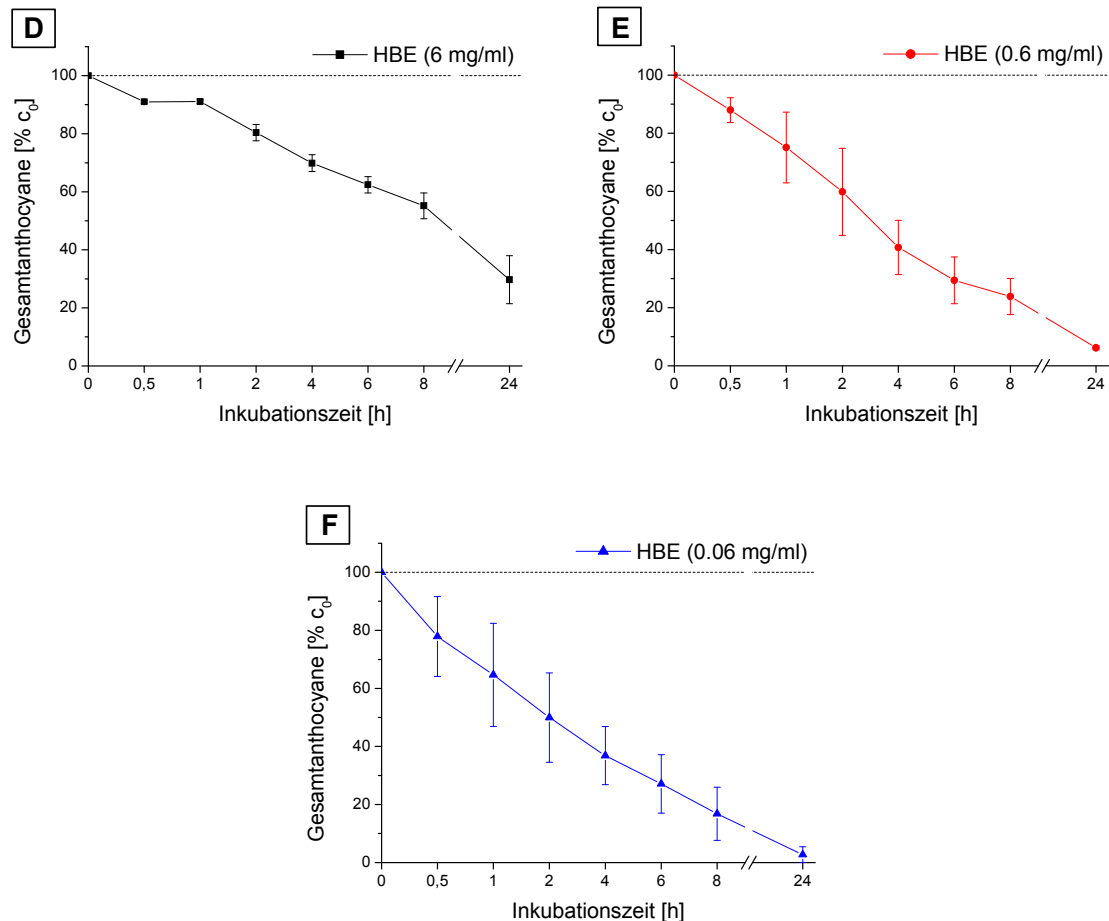 D
HBE (6 mg/ml)
Gesamtanthocyane [% c0]
100
80
60
40
20
0
0 0,5 1 2 4 6 8 24
Inkubationszeit [h]
E
HBE (0.6 mg/ml)
Gesamtanthocyane [% c0]
100
80
60
40
20
0
0 0,5 1 2 4 6 8 24
Inkubationszeit [h]
F
HBE (0.06 mg/ml)
Gesamtanthocyane [% c0]
100
80
60
40
20
0
0 0,5 1 2 4 6 8 24
Inkubationszeit [h]